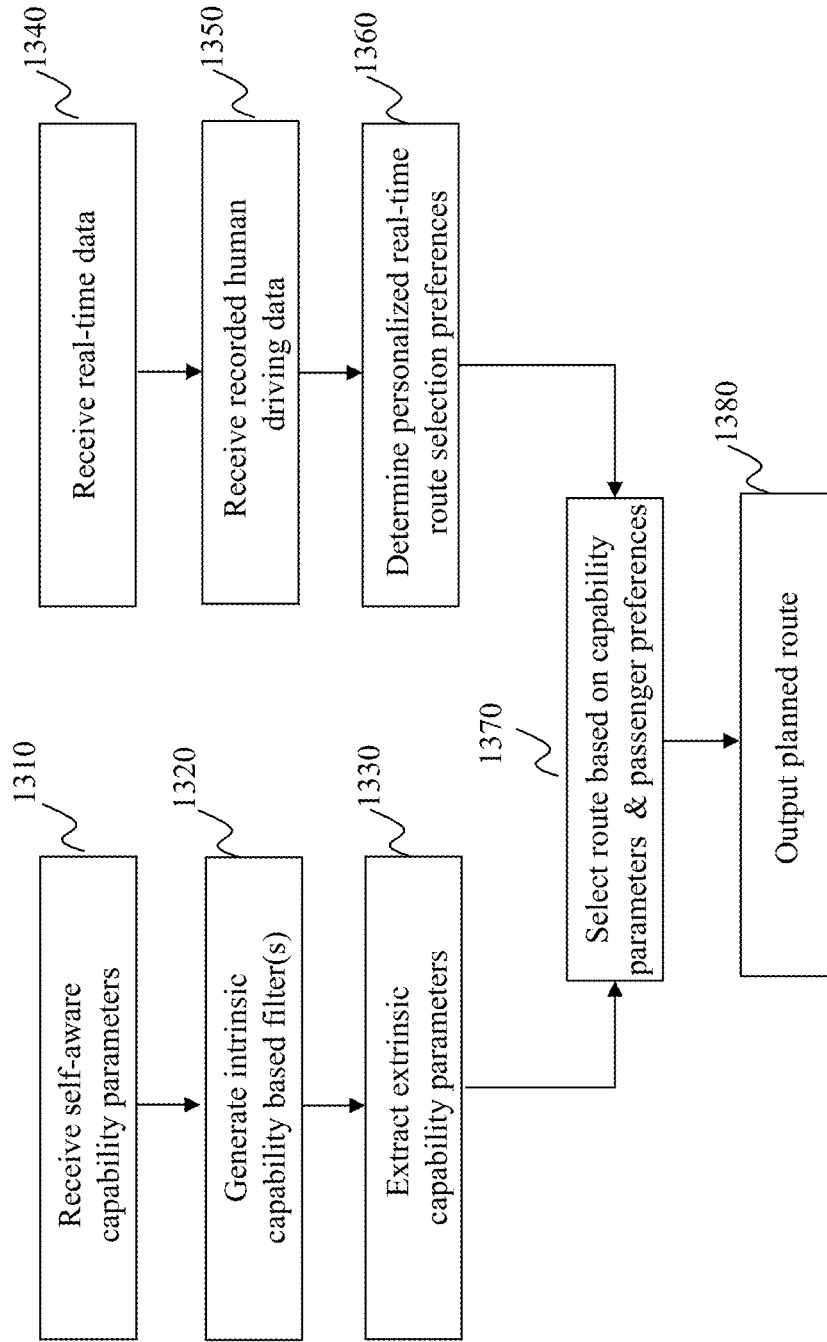 1310
Receive self-aware
capability parameters
1320
Generate intrinsic
capability based filter(s)
1330
Extract extrinsic
capability parameters
1340
Receive real-time data
1350
Receive recorded human
driving data
1360
Determine personalized real-time
route selection preferences
1370
Select route based on capability
parameters & passenger preferences
1380
Output planned route